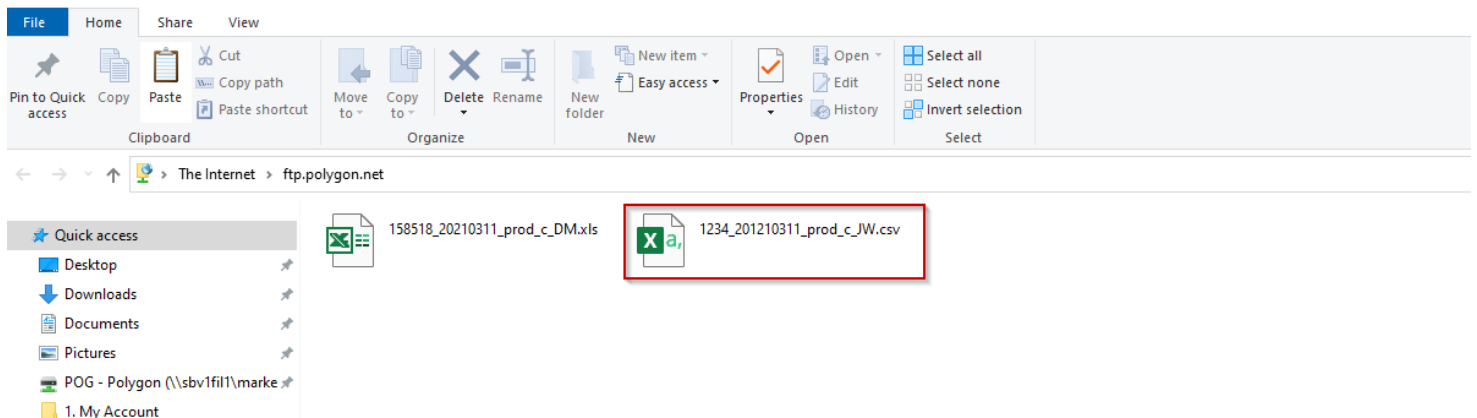 File Home Share View
Pin to Quick access
Copy
Paste
Cut
Copy path
Paste shortcut
Clipboard
Move to
Copy to
Delete
Rename
Organize
New folder
New item
Easy access
New
Properties
Open
Edit
History
Open
Select all
Select none
Invert selection
Select
The Internet > ftp.polygon.net
Quick access
Desktop
Downloads
Documents
Pictures
POG - Polygon (\\sbv1fil1\marke
1. My Account
158518_20210311_prod_c_DM.xls
1234_201210311_prod_c_JW.csv